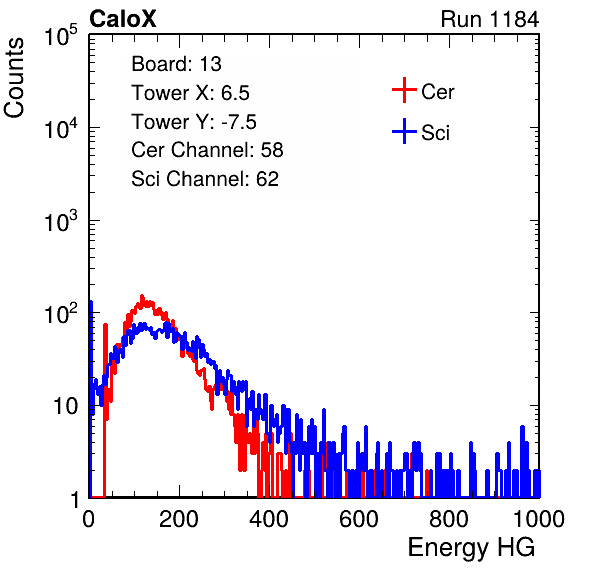 CaloX Run 1184
Counts
10^5
10^4
10^3
10^2
10
1
Board: 13
Tower X: 6.5
Tower Y: -7.5
Cer Channel: 58
Sci Channel: 62
Cer
Sci
0 200 400 600 800 1000
Energy HG